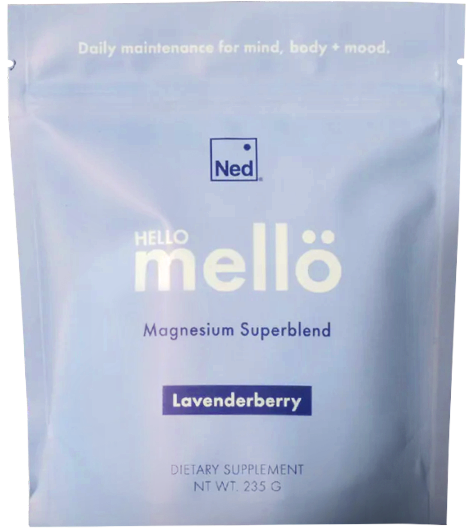 Daily maintenance for mind, body + mood.
Ned®
HELLO
mellö
Magnesium Superblend
Lavenderberry
DIETARY SUPPLEMENT
NT WT. 235 G